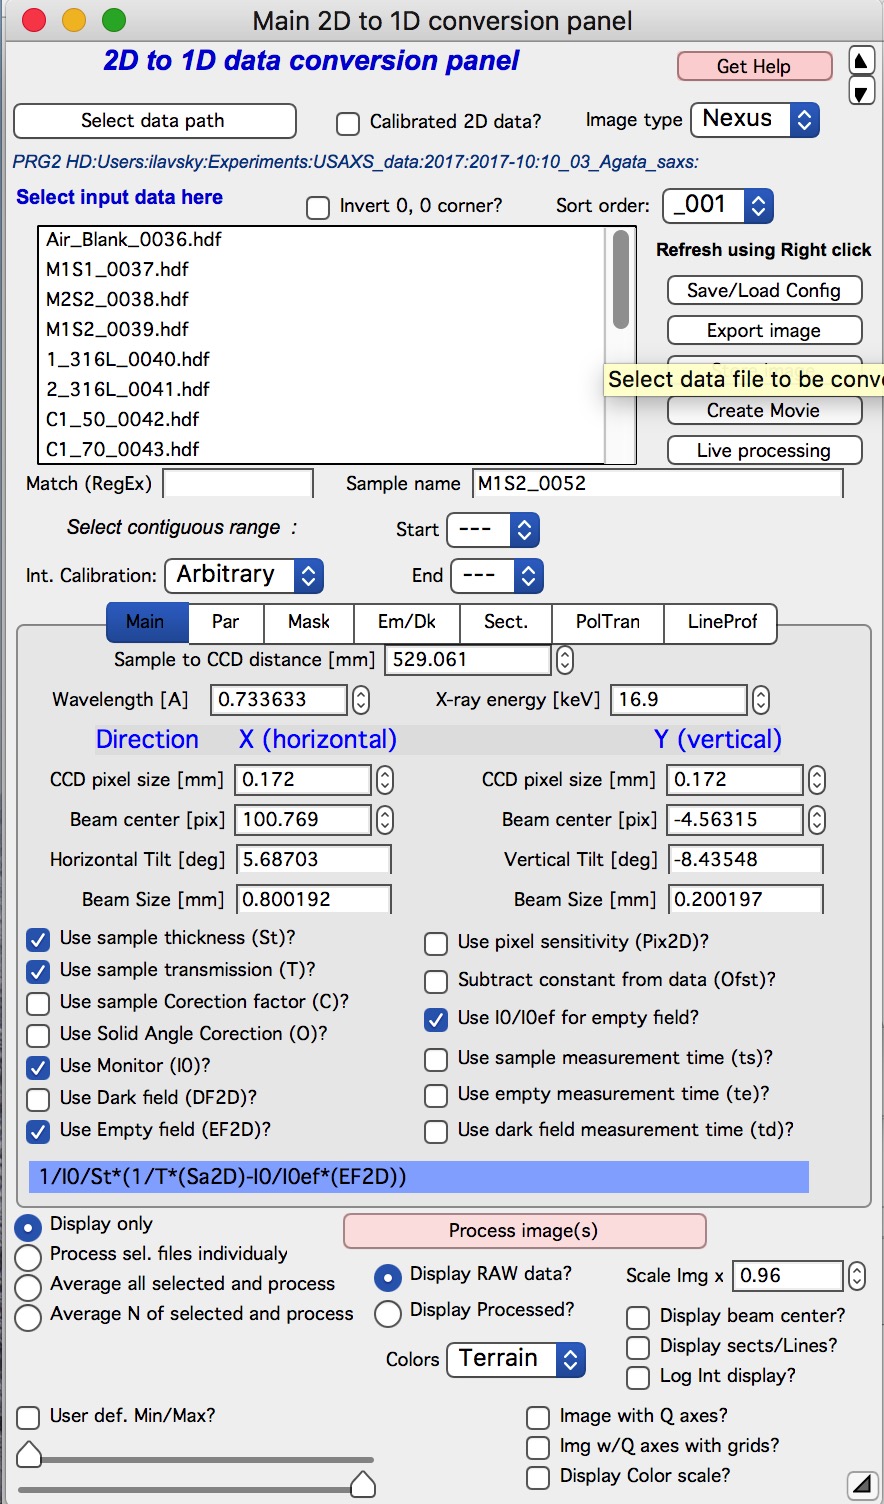 Main 2D to 1D conversion panel
2D to 1D data conversion panel
Get Help
Select data path
Calibrated 2D data?
Image type
Nexus
PRG2 HD:Users:ilavsky:Experiments:USAXS_data:2017:2017-10:10_03_Agata_saxs:
Select input data here
Invert 0, 0 corner?
Sort order:
_001
Air_Blank_0036.hdf
M1S1_0037.hdf
M2S2_0038.hdf
M1S2_0039.hdf
1_316L_0040.hdf
2_316L_0041.hdf
C1_50_0042.hdf
C1_70_0043.hdf
Refresh using Right click
Save/Load Config
Export image
Select data file to be conve
Create Movie
Live processing
Match (RegEx)
Sample name
M1S2_0052
Select contiguous range :
Start
---
Int. Calibration:
Arbitrary
End
---
Main
Par
Mask
Em/Dk
Sect.
PolTran
LineProf
Sample to CCD distance [mm]
529.061
Wavelength [A]
0.733633
X-ray energy [keV]
16.9
Direction
X (horizontal)
Y (vertical)
CCD pixel size [mm]
0.172
CCD pixel size [mm]
0.172
Beam center [pix]
100.769
Beam center [pix]
-4.56315
Horizontal Tilt [deg]
5.68703
Vertical Tilt [deg]
-8.43548
Beam Size [mm]
0.800192
Beam Size [mm]
0.200197
Use sample thickness (St)?
Use sample transmission (T)?
Use sample Corection factor (C)?
Use Solid Angle Corection (O)?
Use Monitor (I0)?
Use Dark field (DF2D)?
Use Empty field (EF2D)?
Use pixel sensitivity (Pix2D)?
Subtract constant from data (Ofst)?
Use I0/I0ef for empty field?
Use sample measurement time (ts)?
Use empty measurement time (te)?
Use dark field measurement time (td)?
1/I0/St*(1/T*(Sa2D)-I0/I0ef*(EF2D))
Display only
Process sel. files individualy
Average all selected and process
Average N of selected and process
Process image(s)
Display RAW data?
Display Processed?
Scale Img x
0.96
Display beam center?
Display sects/Lines?
Log Int display?
Colors
Terrain
User def. Min/Max?
Image with Q axes?
Img w/Q axes with grids?
Display Color scale?